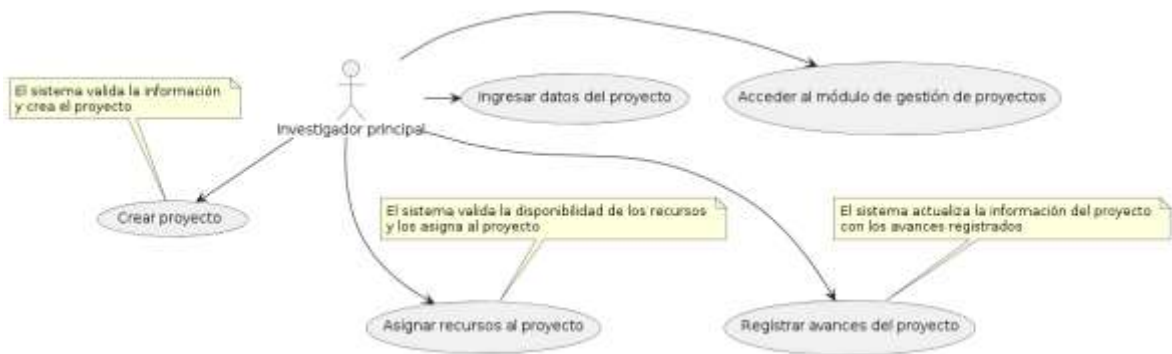 El sistema valida la información
y crea el proyecto
Ingresar datos del proyecto
Acceder al módulo de gestión de proyectos
Investigador principal
Crear proyecto
El sistema valida la disponibilidad de los recursos
y los asigna al proyecto
El sistema actualiza la información del proyecto
con los avances registrados
Asignar recursos al proyecto
Registrar avances del proyecto